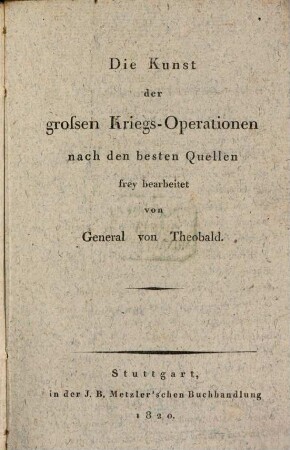 Die Kunst
der
groſsen Kriegs-Operationen
nach den besten Quellen
frey bearbeitet
von
General von Theobald.
Stuttgart,
in der J. B. Metzler'schen Buchhandlung
1820.